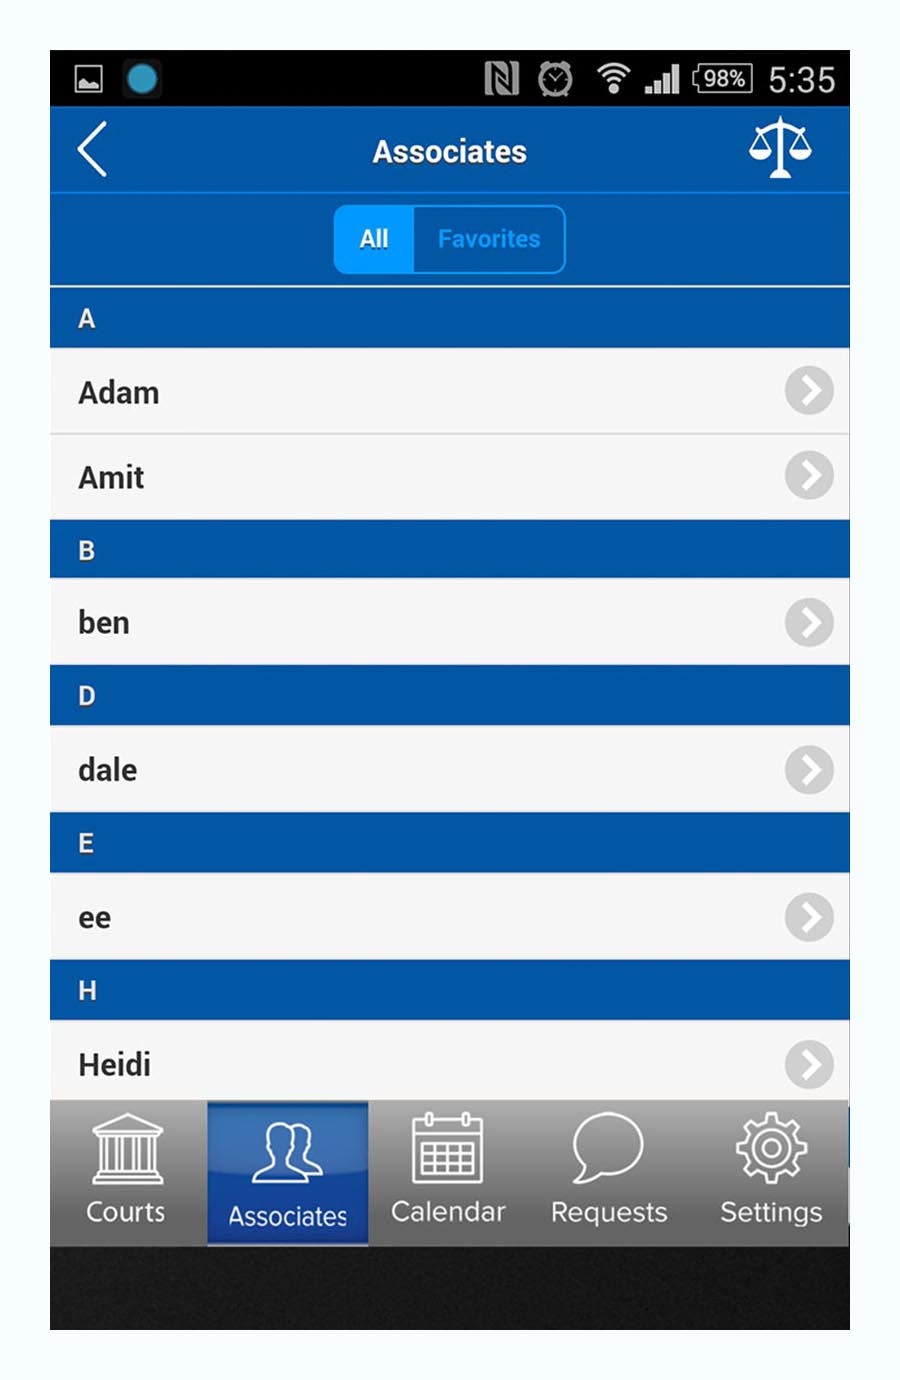 98% 5:35
Associates
All Favorites
A
Adam
Amit
B
ben
D
dale
E
ee
H
Heidi
Courts Associates Calendar Requests Settings